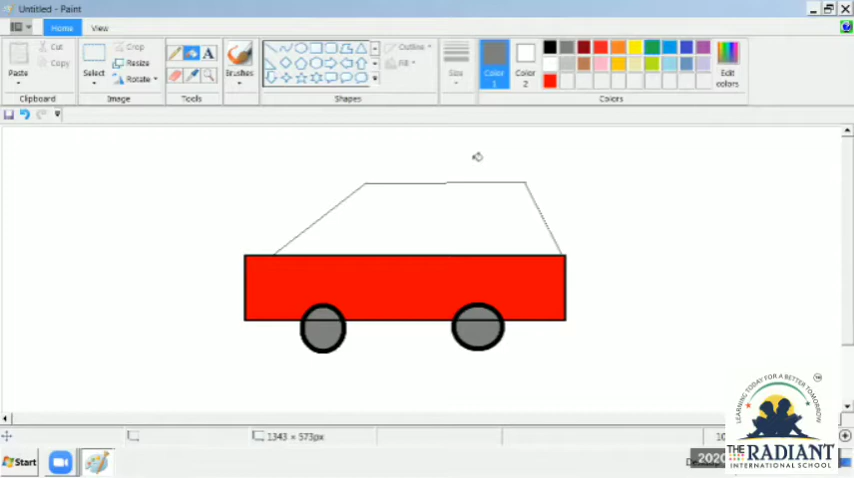 Untitled - Paint
Home
View
Paste
Cut
Copy
Clipboard
Select
Crop
Resize
Rotate
Image
A
Tools
Brushes
Outline
Fill
Shapes
Size
Color
1
Color
2
Edit
colors
Colors
1343 × 573px
Start
2020
LEARNING TODAY FOR A BETTER TOMORROW
THE RADIANT
INTERNATIONAL SCHOOL